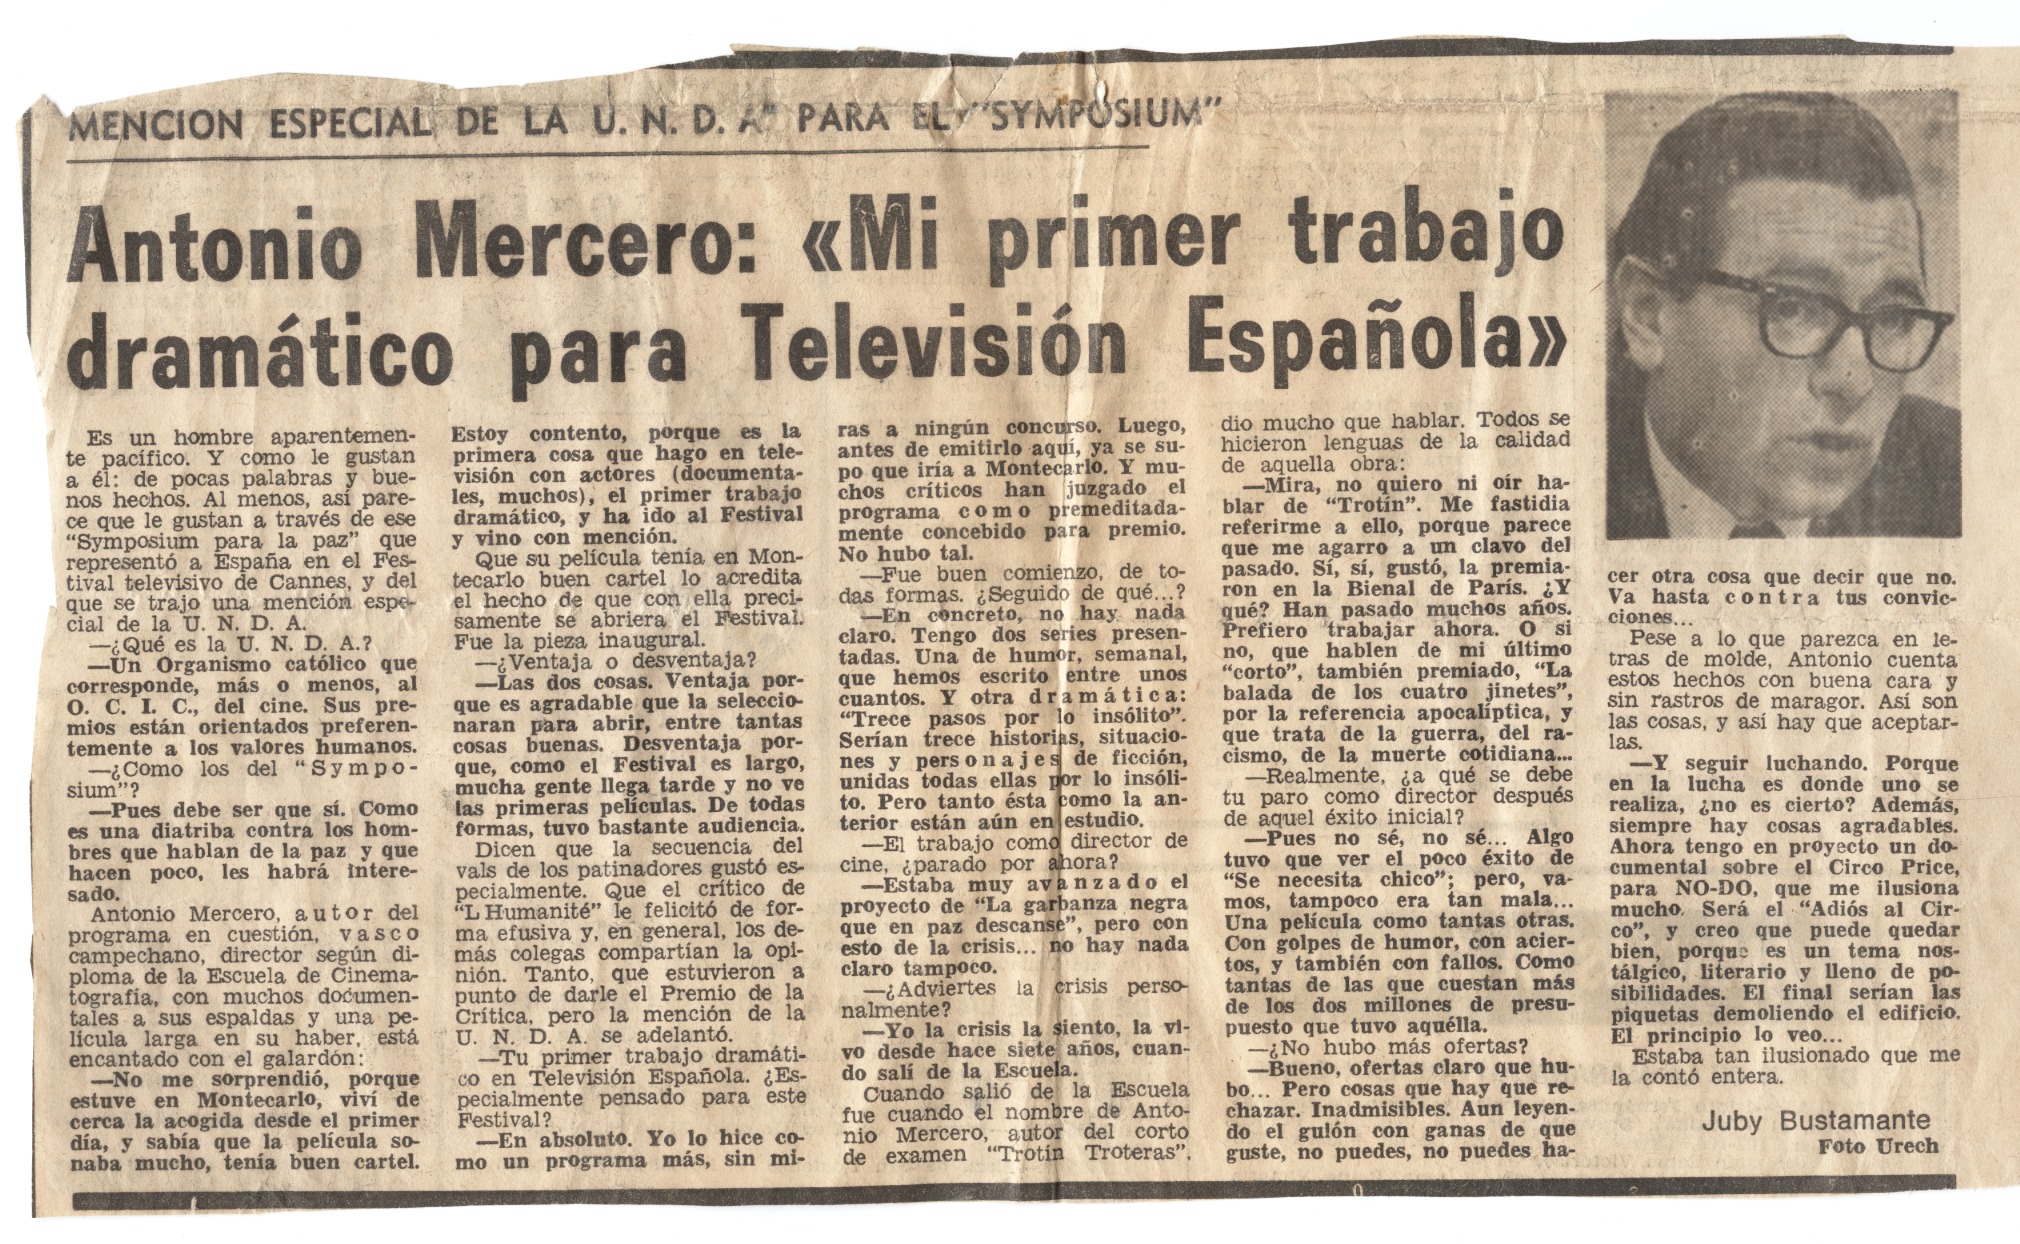 MENCION ESPECIAL DE LA U. N. D. A" PARA EL "SYMPOSIUM"
Antonio Mercero: «Mi primer trabajo
dramático para Televisión Española»
Es un hombre aparentemen-
te pacífico. Y como le gustan
a él: de pocas palabras y bue-
nos hechos. Al menos, así pare-
ce que le gustan a través de ese
"Symposium para la paz" que
representó a España en el Fes-
tival televisivo de Cannes, y del
que se trajo una mención espe-
cial de la U. N. D. A.
—¿Qué es la U. N. D. A.?
—Un Organismo católico que
corresponde, más o menos, al
O. C. I. C., del cine. Sus pre-
mios están orientados preferen-
temente a los valores humanos.
—¿Como los del "Sympo-
sium"?
—Pues debe ser que sí. Como
es una diatriba contra los hom-
bres que hablan de la paz y que
hacen poco, les habrá intere-
sado.
Antonio Mercero, autor del
programa en cuestión, vasco
campechano, director según di-
ploma de la Escuela de Cinema-
tografía, con muchos documen-
tales a sus espaldas y una pe-
lícula larga en su haber, está
encantado con el galardón:
—No me sorprendió, porque
estuve en Montecarlo, viví de
cerca la acogida desde el primer
día, y sabía que la película so-
naba mucho, tenía buen cartel.
Estoy contento, porque es la
primera cosa que hago en tele-
visión con actores (documenta-
les, muchos), el primer trabajo
dramático, y ha ido al Festival
y vino con mención.
Que su película tenía en Mon-
tecarlo buen cartel lo acredita
el hecho de que con ella preci-
samente se abriera el Festival.
Fue la pieza inaugural.
—¿Ventaja o desventaja?
—Las dos cosas. Ventaja por-
que es agradable que la seleccio-
naran para abrir, entre tantas
cosas buenas. Desventaja por-
que, como el Festival es largo,
mucha gente llega tarde y no ve
las primeras películas. De todas
formas, tuvo bastante audiencia.
Dicen que la secuencia del
vals de los patinadores gustó es-
pecialmente. Que el crítico de
"L Humanité" le felicitó de for-
ma efusiva y, en general, los de-
más colegas compartían la opi-
nión. Tanto, que estuvieron a
punto de darle el Premio de la
Crítica, pero la mención de la
U. N. D. A. se adelantó.
—Tu primer trabajo dramáti-
co en Televisión Española. ¿Es-
pecialmente pensado para este
Festival?
—En absoluto. Yo lo hice co-
mo un programa más, sin mi-
ras a ningún concurso. Luego,
antes de emitirlo aquí, ya se su-
po que iría a Montecarlo. Y mu-
chos críticos han juzgado el
programa como premeditada-
mente concebido para premio.
No hubo tal.
—Fue buen comienzo, de to-
das formas. ¿Seguido de qué...?
—En concreto, no hay nada
claro. Tengo dos series presen-
tadas. Una de humor, semanal,
que hemos escrito entre unos
cuantos. Y otra dramática:
"Trece pasos por lo insólito".
Serían trece historias, situacio-
nes y personajes de ficción,
unidas todas ellas por lo insóli-
to. Pero tanto ésta como la an-
terior están aún en estudio.
—El trabajo como director de
cine, ¿parado por ahora?
—Estaba muy avanzado el
proyecto de "La garbanza negra
que en paz descanse", pero con
esto de la crisis... no hay nada
claro tampoco.
—¿Adviertes la crisis perso-
nalmente?
—Yo la crisis la siento, la vi-
vo desde hace siete años, cuan-
do salí de la Escuela.
Cuando salió de la Escuela
fue cuando el nombre de Anto-
nio Mercero, autor del corto
de examen "Trotín Troteras".
dio mucho que hablar. Todos se
hicieron lenguas de la calidad
de aquella obra:
—Mira, no quiero ni oír ha-
blar de "Trotín". Me fastidia
referirme a ello, porque parece
que me agarro a un clavo del
pasado. Sí, sí, gustó, la premia-
ron en la Bienal de París. ¿Y
qué? Han pasado muchos años.
Prefiero trabajar ahora. O si
no, que hablen de mi último
"corto", también premiado, "La
balada de los cuatro jinetes",
por la referencia apocalíptica, y
que trata de la guerra, del ra-
cismo, de la muerte cotidiana...
—Realmente, ¿a qué se debe
tu paro como director después
de aquel éxito inicial?
—Pues no sé, no sé... Algo
tuvo que ver el poco éxito de
"Se necesita chico"; pero, va-
mos, tampoco era tan mala...
Una película como tantas otras.
Con golpes de humor, con acier-
tos, y también con fallos. Como
tantas de las que cuestan más
de los dos millones de presu-
puesto que tuvo aquélla.
—¿No hubo más ofertas?
—Bueno, ofertas claro que hu-
bo... Pero cosas que hay que re-
chazar. Inadmisibles. Aun leyen-
do el guión con ganas de que
guste, no puedes, no puedes ha-
cer otra cosa que decir que no.
Va hasta contra tus convic-
ciones...
Pese a lo que parezca en le-
tras de molde, Antonio cuenta
estos hechos con buena cara y
sin rastros de maragor. Así son
las cosas, y así hay que aceptar-
las.
—Y seguir luchando. Porque
en la lucha es donde uno se
realiza, ¿no es cierto? Además,
siempre hay cosas agradables.
Ahora tengo en proyecto un do-
cumental sobre el Circo Price,
para NO-DO, que me ilusiona
mucho. Será el "Adiós al Cir-
co", y creo que puede quedar
bien, porque es un tema nos-
tálgico, literario y lleno de po-
sibilidades. El final serían las
piquetas demoliendo el edificio.
El principio lo veo...
Estaba tan ilusionado que me
la contó entera.
Juby Bustamante
Foto Urech